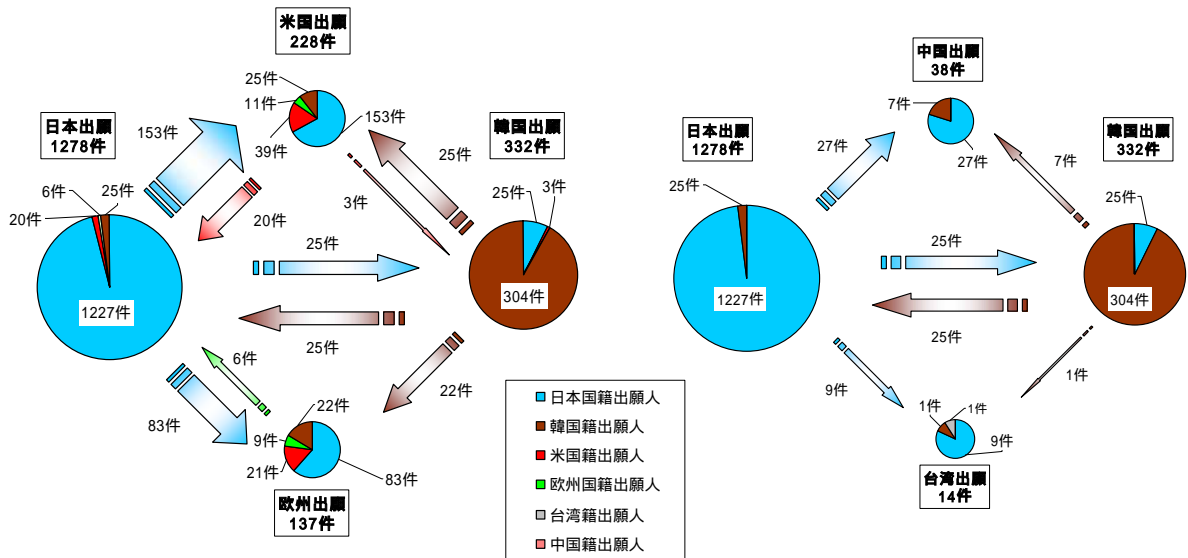 米国出願
228件
25件
11件
39件
153件
日本出願
1278件
153件
6件
25件
20件
20件
1227件
3件
25件
韓国出願
332件
25件
3件
304件
25件
25件
6件
83件
22件
22件
9件
21件
83件
欧州出願
137件
日本国籍出願人
韓国籍出願人
米国籍出願人
欧州国籍出願人
台湾籍出願人
中国籍出願人
中国出願
38件
7件
27件
日本出願
1278件
27件
25件
1227件
7件
韓国出願
332件
25件
304件
25件
25件
9件
1件
1件
1件
9件
台湾出願
14件